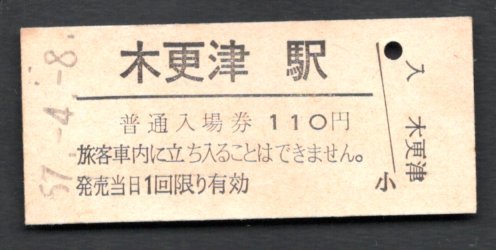 57.-4.-8.
木更津 駅
普通入場券 110円
旅客車内に立ち入ることはできません。
発売当日1回限り有効
入 木更津
小